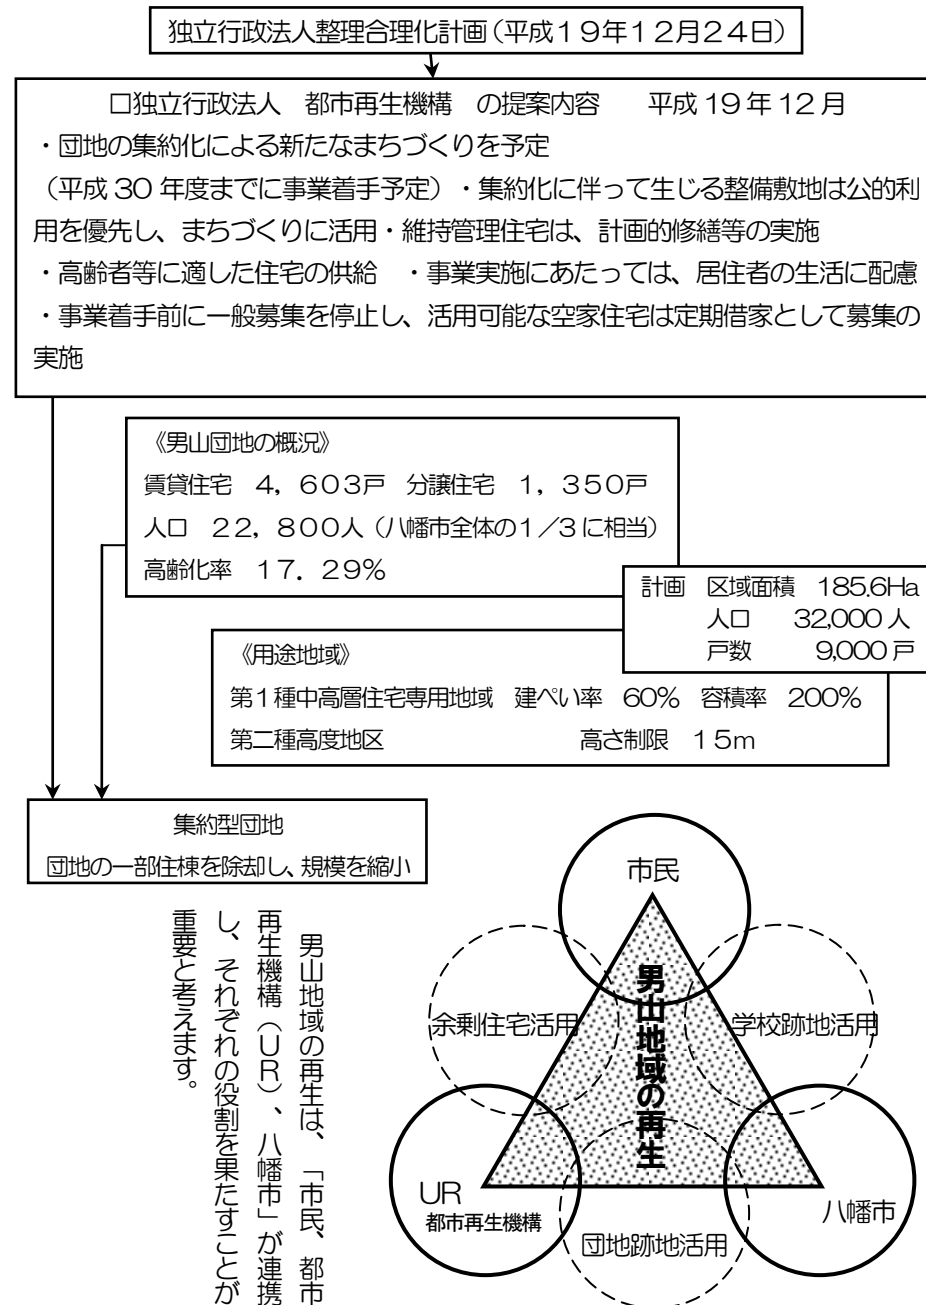 独立行政法人整理合理化計画（平成１９年１２月２４日）
□独立行政法人　都市再生機構　の提案内容　　平成 19 年 12 月
・団地の集約化による新たなまちづくりを予定
（平成 30 年度までに事業着手予定）・集約化に伴って生じる整備敷地は公的利
用を優先し、まちづくりに活用・維持管理住宅は、計画的修繕等の実施
・高齢者等に適した住宅の供給　・事業実施にあたっては、居住者の生活に配慮
・事業着手前に一般募集を停止し、活用可能な空家住宅は定期借家として募集の
実施
《男山団地の概況》
賃貸住宅　４，６０３戸　分譲住宅　１，３５０戸
人口　２２，８００人（八幡市全体の１／３に相当）
高齢化率　１７．２９％
計画　区域面積　185.6Ha
人口　　32,000 人
戸数　　9,000 戸
《用途地域》
第１種中高層住宅専用地域　建ぺい率　60%　容積率　200%
第二種高度地区　　　　　　　　高さ制限　１５ｍ
集約型団地
団地の一部住棟を除却し、規模を縮小
男山地域の再生は、「市民、都市
再生機構（ＵＲ）、八幡市」が連携
し、それぞれの役割を果たすことが
重要と考えます。
市民
余剰住宅活用
学校跡地活用
男山地域の再生
UR
都市再生機構
八幡市
団地跡地活用